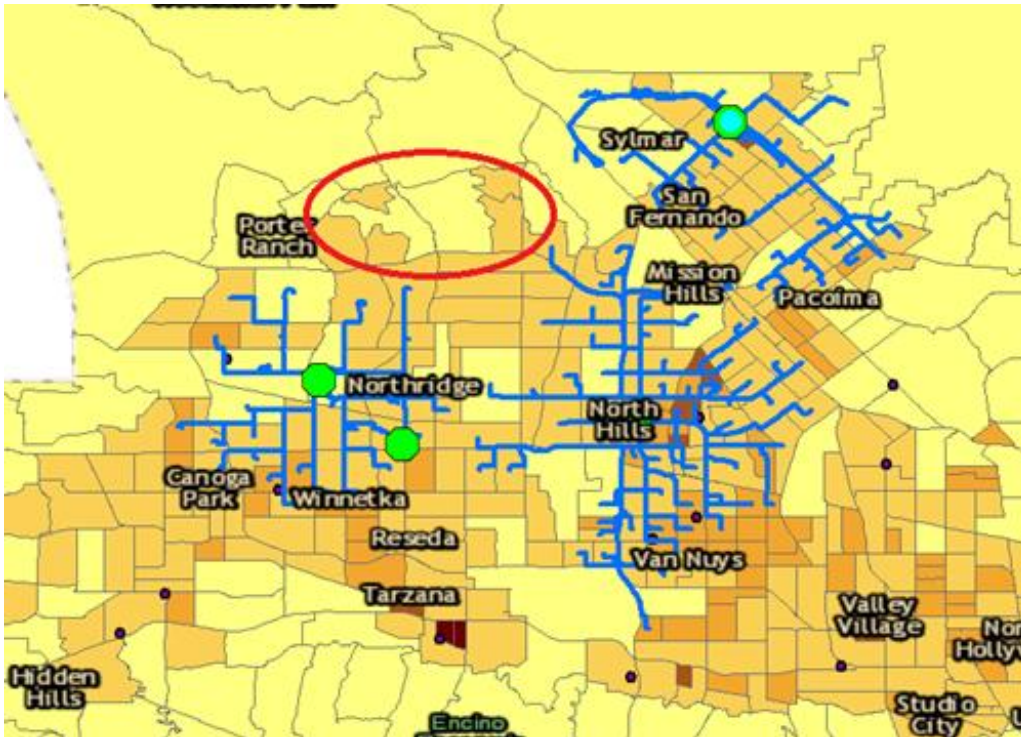 Sylmar
San
Fernando
Porter
Ranch
Mission
Hills
Pacoima
Northridge
North
Hills
Canoga
Park
Winnetka
Reseda
Van Nuys
Tarzana
Valley
Village
Hidden
Hills
Studio
City
Encino